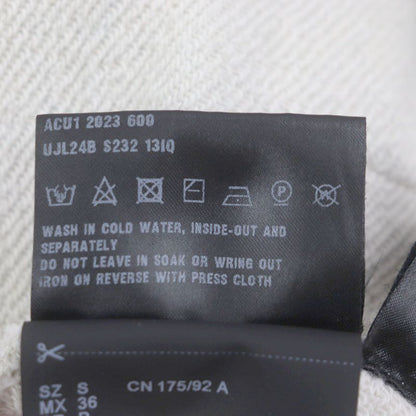 ACU1 2023 600
UJL24B S232 13IQ
WASH IN COLD WATER, INSIDE-OUT AND
SEPARATELY
DO NOT LEAVE IN SOAK OR WRING OUT
IRON ON REVERSE WITH PRESS CLOTH
SZ S CN 175/92 A
MX 36